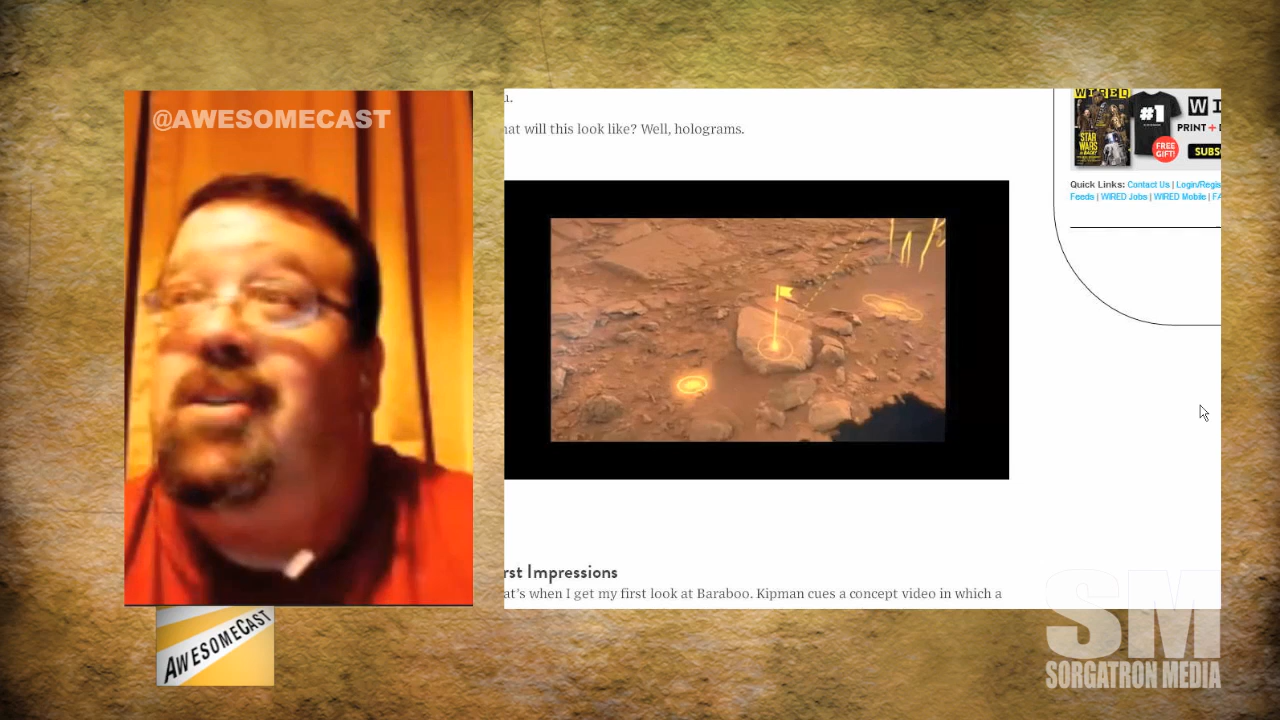 @AWESOMECAST
u.
hat will this look like? Well, holograms.
WIRED
STAR
WARS
#1
FREE
GIFT!
PRINT +
SUBS
Quick Links: Contact Us | Login/Regis
Feeds | WIRED Jobs | WIRED Mobile | FA
rst Impressions
at's when I get my first look at Baraboo. Kipman cues a concept video in which a
AWESOMECAST
SM
SORGATRON MEDIA